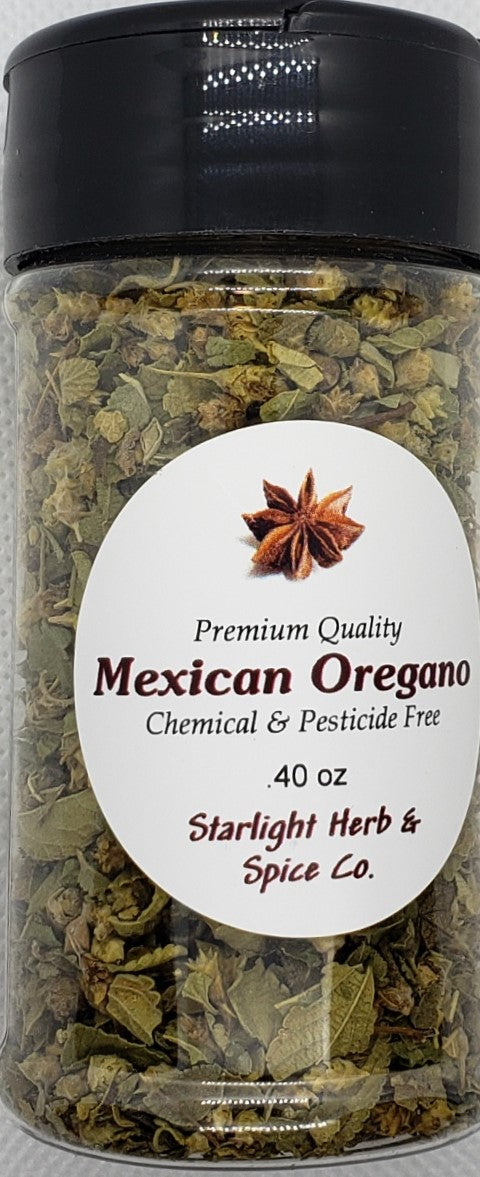 Premium Quality
Mexican Oregano
Chemical & Pesticide Free
.40 oz
Starlight Herb &
Spice Co.